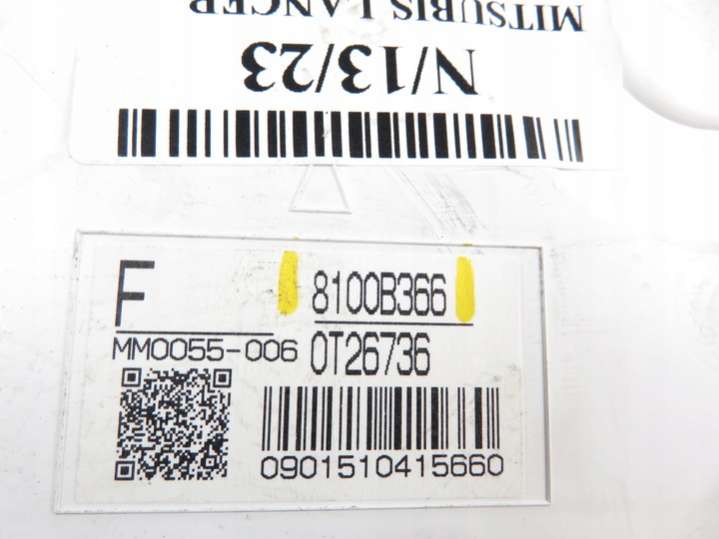 MITSUBIS LANCER
N/13/23
F
8100B366
MM0055-006
0T26736
0901510415660